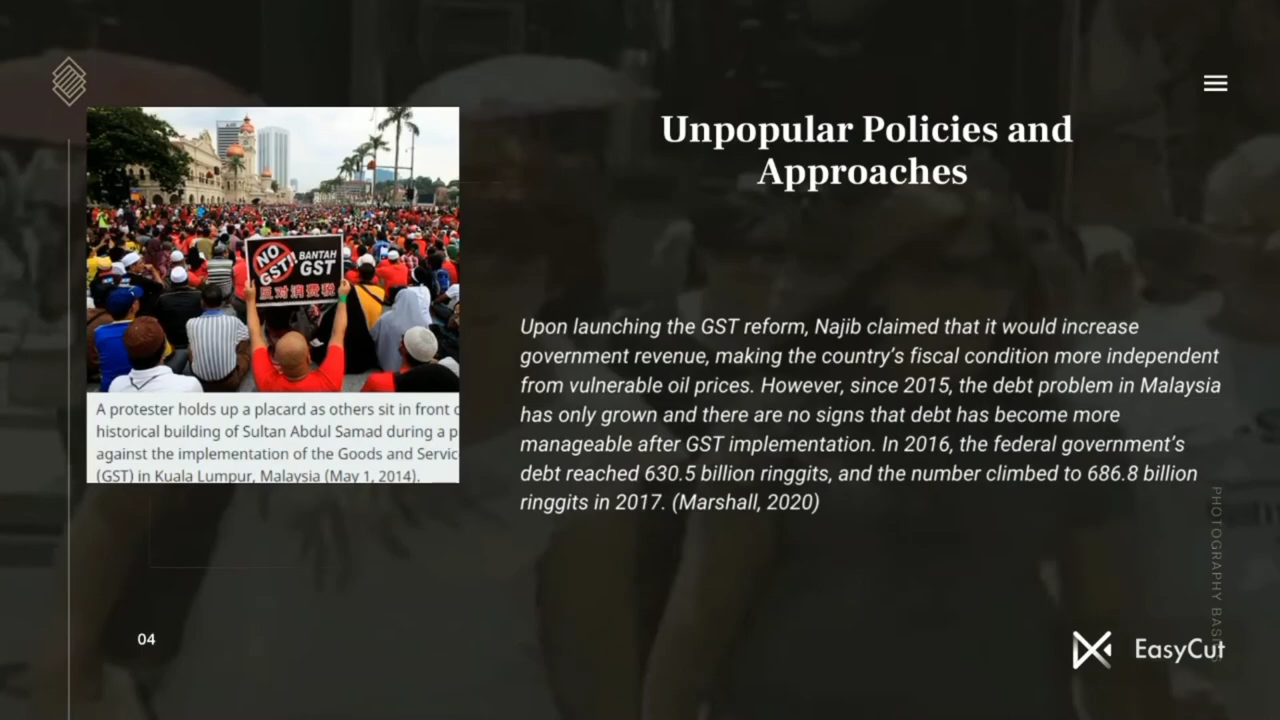 Unpopular Policies and
Approaches
NO
GST!!
BANTAH
GST
反对消费税
A protester holds up a placard as others sit in front
historical building of Sultan Abdul Samad during a
against the implementation of the Goods and
(GST) in Kuala Lumpur, Malaysia (May 1, 2014).
Upon launching the GST reform, Najib claimed that it would increase
government revenue, making the country's fiscal condition more independent
from vulnerable oil prices. However, since 2015, the debt problem in Malaysia
has only grown and there are no signs that debt has become more
manageable after GST implementation. In 2016, the federal government's
debt reached 630.5 billion ringgits, and the number climbed to 686.8 billion
ringgits in 2017. (Marshall, 2020)
PHOTOGRAPHY
04
EasyCut